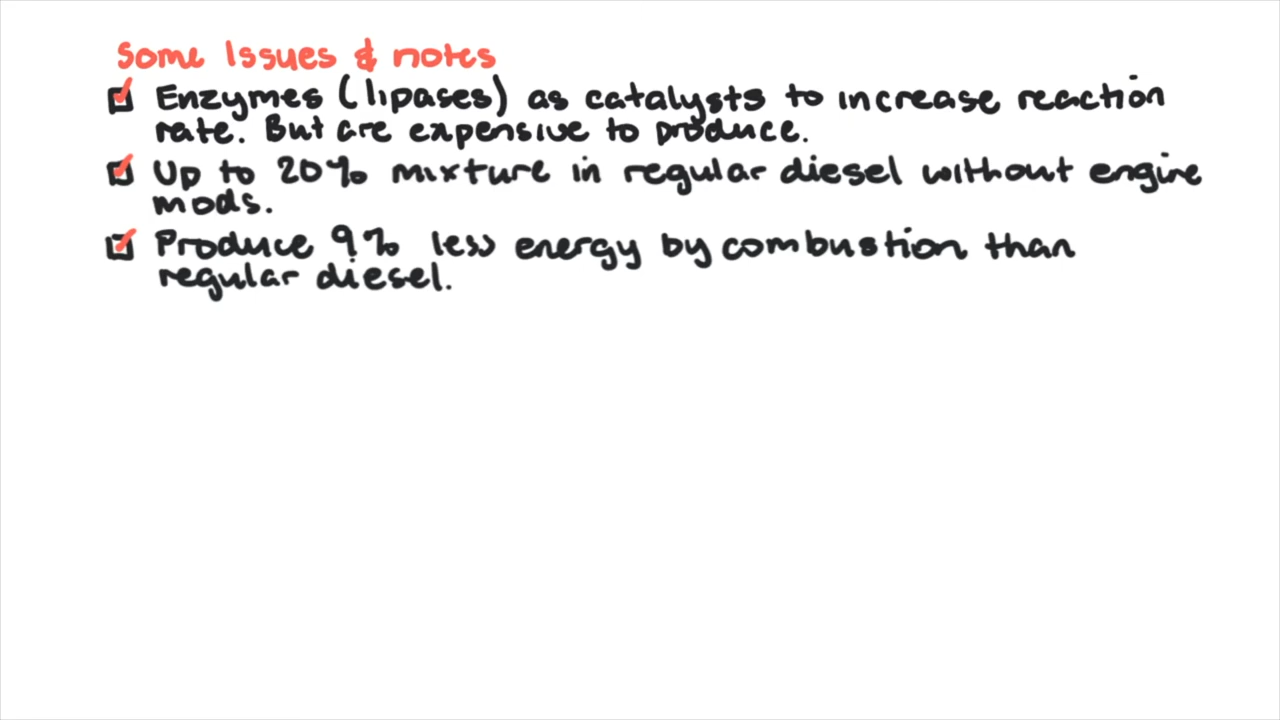 Some Issues & notes
Enzymes (lipases) as catalysts to increase reaction
rate. But are expensive to produce.
Up to 20% mixture in regular diesel without engine
mods.
Produce 9% less energy by combustion than
regular diesel.